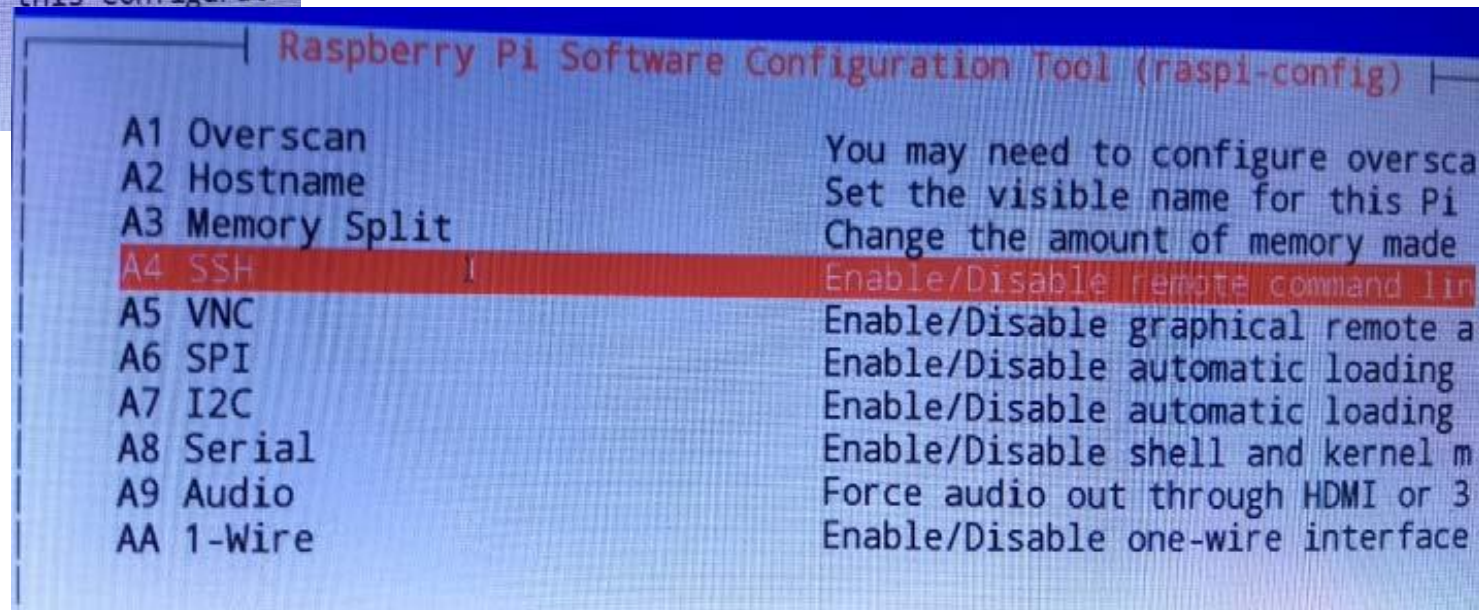 Raspberry Pi Software Configuration Tool (raspi-config)
A1 Overscan You may need to configure oversca
A2 Hostname Set the visible name for this Pi
A3 Memory Split Change the amount of memory made
A4 SSH Enable/Disable remote command lin
A5 VNC Enable/Disable graphical remote a
A6 SPI Enable/Disable automatic loading
A7 I2C Enable/Disable automatic loading
A8 Serial Enable/Disable shell and kernel m
A9 Audio Force audio out through HDMI or 3
AA 1-Wire Enable/Disable one-wire interface